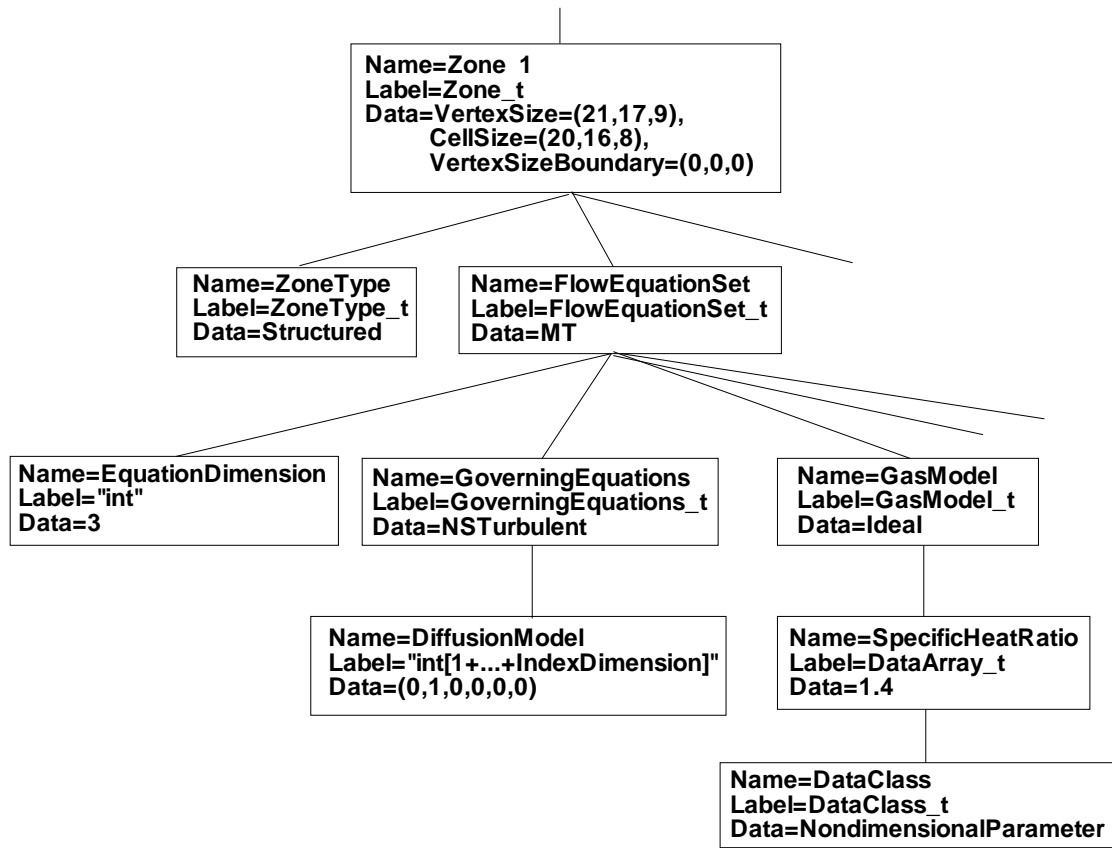 Name=Zone 1
Label=Zone_t
Data=VertexSize=(21,17,9),
CellSize=(20,16,8),
VertexSizeBoundary=(0,0,0)
Name=ZoneType
Label=ZoneType_t
Data=Structured
Name=FlowEquationSet
Label=FlowEquationSet_t
Data=MT
Name=EquationDimension
Label="int"
Data=3
Name=GoverningEquations
Label=GoverningEquations_t
Data=NSTurbulent
Name=GasModel
Label=GasModel_t
Data=Ideal
Name=DiffusionModel
Label="int[1+...+IndexDimension]"
Data=(0,1,0,0,0,0)
Name=SpecificHeatRatio
Label=DataArray_t
Data=1.4
Name=DataClass
Label=DataClass_t
Data=NondimensionalParameter